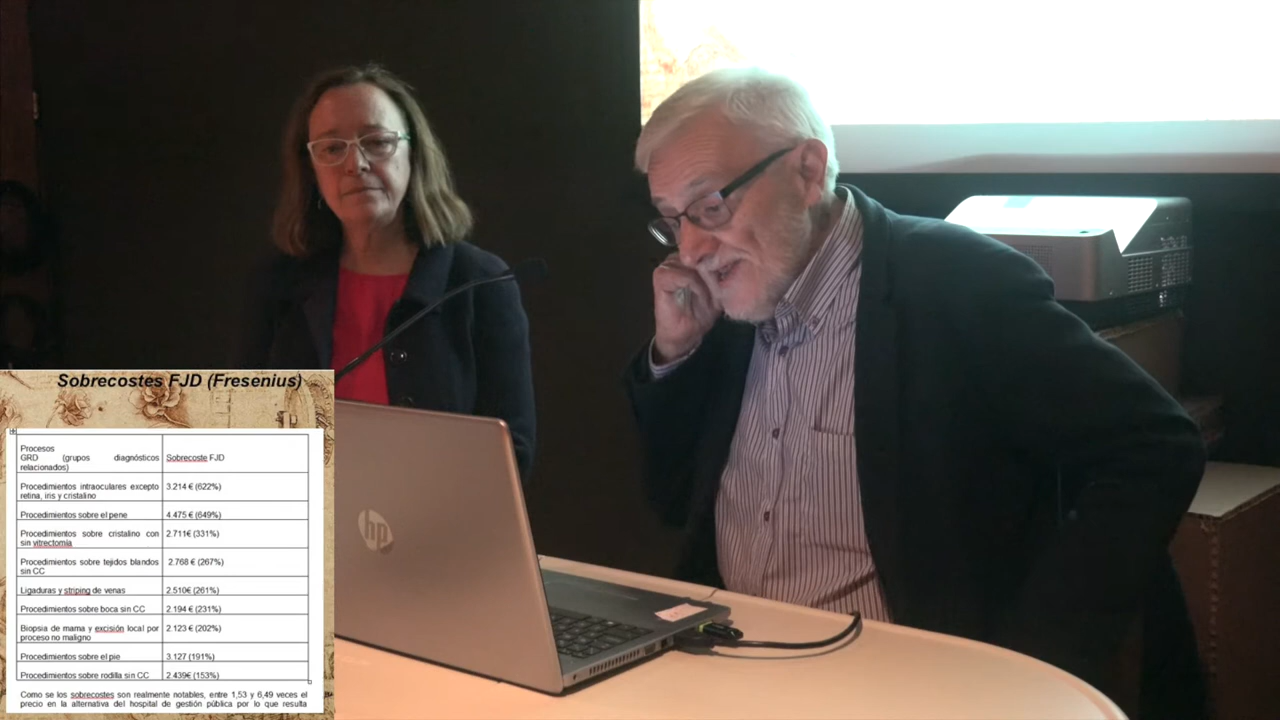 Sobrecostes FJD (Fresenius)
Procesos
GRD (grupos diagnósticos
relacionados)
Sobrecoste FJD
Procedimientos intraoculares excepto
retina, iris y cristalino
3.214 € (622%)
Procedimientos sobre el pene
4.475 € (649%)
Procedimientos sobre cristalino con
sin vitrectomía
2.711€ (331%)
Procedimientos sobre tejidos blandos
sin CC
2.768 € (267%)
Ligaduras y striping de venas
2.510€ (261%)
Procedimientos sobre boca sin CC
2.194 € (231%)
Biopsia de mama y excisión local por
proceso no maligno
2.123 € (202%)
Procedimientos sobre el pie
3.127 (191%)
Procedimientos sobre rodilla sin CC
2.439€ (153%)
Como se los sobrecostes son realmente notables, entre 1,53 y 6,49 veces el
precio en la alternativa del hospital de gestión pública por lo que resulta
hp